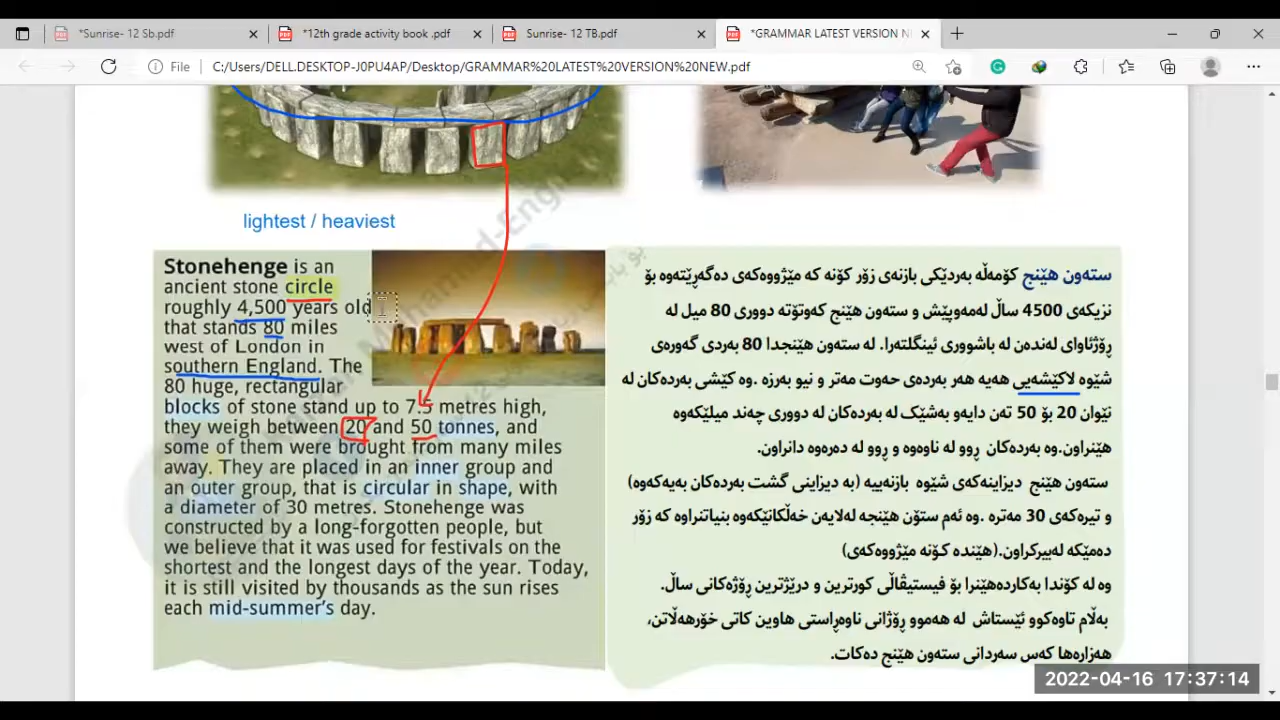 *Sunrise- 12 Sb.pdf
*12th grade activity book .pdf
Sunrise- 12 TB.pdf
*GRAMMAR LATEST VERSION N
File
C:/Users/DELL.DESKTOP-J0PU4AP/Desktop/GRAMMAR%20LATEST%20VERSION%20NEW.pdf
lightest / heaviest
Stonehenge is an
ancient stone circle
roughly 4,500 years old
that stands 80 miles
west of London in
southern England. The
80 huge, rectangular
blocks of stone stand up to 7.5 metres high,
they weigh between 20 and 50 tonnes, and
some of them were brought from many miles
away. They are placed in an inner group and
an outer group, that is circular in shape, with
a diameter of 30 metres. Stonehenge was
constructed by a long-forgotten people, but
we believe that it was used for festivals on the
shortest and the longest days of the year. Today,
it is still visited by thousands as the sun rises
each mid-summer's day.
ستەون هێنج کۆمەڵە بەردێکی بازنەی زۆر کۆنە کە مێژووەکەی دەگەڕێتەوە بۆ
نزیکەی 4500 ساڵ لەمەوپێش و ستەون هێنج کەوتۆتە دووری 80 میل لە
ڕۆژئاوای لەندەن لە باشووری ئینگلتەرا. لە ستەون هێنجدا 80 بەردی گەورەی
شێوە لاکێشەیی هەیە هەر بەردەی حەوت مەتر و نیو بەرزە .وە کێشی بەردەکان لە
نێوان 20 بۆ 50 تەن دایەو بەشێک لە بەردەکان لە دووری چەند میلێکەوە
هێنراون.وە بەردەکان ڕوو لە ناوەوە و ڕوو لە دەرەوە دانراون.
ستەون هێنج دیزاینەکەی شێوە بازنەییە (بە دیزاینی گشت بەردەکان بەیەکەوە)
و تیرەکەی 30 مەترە .وە ئەم ستۆن هێنجە لەلایەن خەڵکانێکەوە بنیاتنراوە کە زۆر
دەمێکە لەبیرکراون.(هێندە کۆنە مێژووەکەی)
وە لە کۆندا بەکاردەهێنرا بۆ فیستیڤاڵی کورترین و درێژترین ڕۆژەکانی ساڵ.
بەڵام تاوەکوو ئێستاش لە هەموو ڕۆژانی ناوەڕاستی هاوین کاتی خۆرهەڵاتن،
هەزارەها کەس سەردانی ستەون هێنج دەکات.
2022-04-16 17:37:14